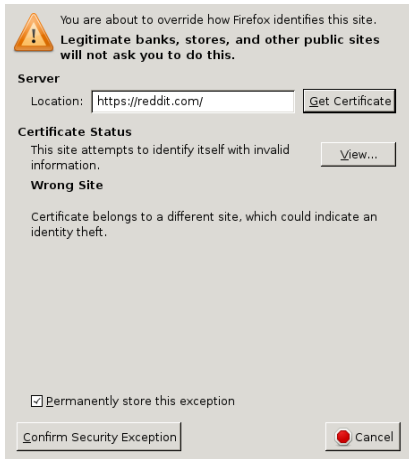 You are about to override how Firefox identifies this site.
Legitimate banks, stores, and other public sites
will not ask you to do this.
Server
Location: https://reddit.com/ Get Certificate
Certificate Status
This site attempts to identify itself with invalid
information.
View...
Wrong Site
Certificate belongs to a different site, which could indicate an
identity theft.
Permanently store this exception
Confirm Security Exception Cancel